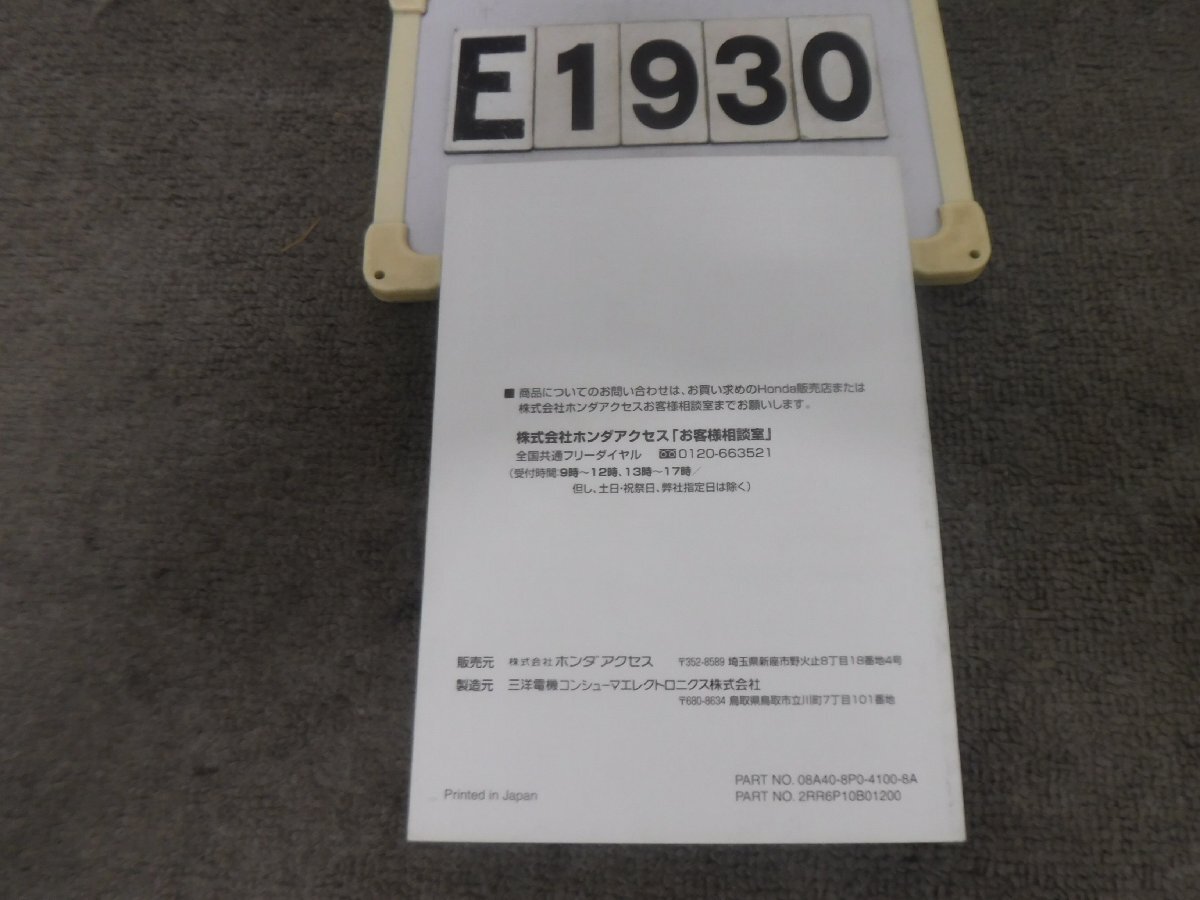 E1930
■ 商品についてのお問い合わせは、お買い求めのHonda販売店または
株式会社ホンダアクセスお客様相談室までお願いします。
株式会社ホンダアクセス「お客様相談室」
全国共通フリーダイヤル 0120-663521
(受付時間:9時～12時、13時～17時／
但し、土日・祝祭日、弊社指定日は除く)
販売元 株式会社 ホンダアクセス 〒352-8589 埼玉県新座市野火止8丁目18番地4号
製造元 三洋電機コンシューマエレクトロニクス株式会社
〒680-8634 鳥取県鳥取市立川町7丁目101番地
PART NO. 08A40-8P0-4100-8A
Printed in Japan PART NO. 2RR6P10B01200